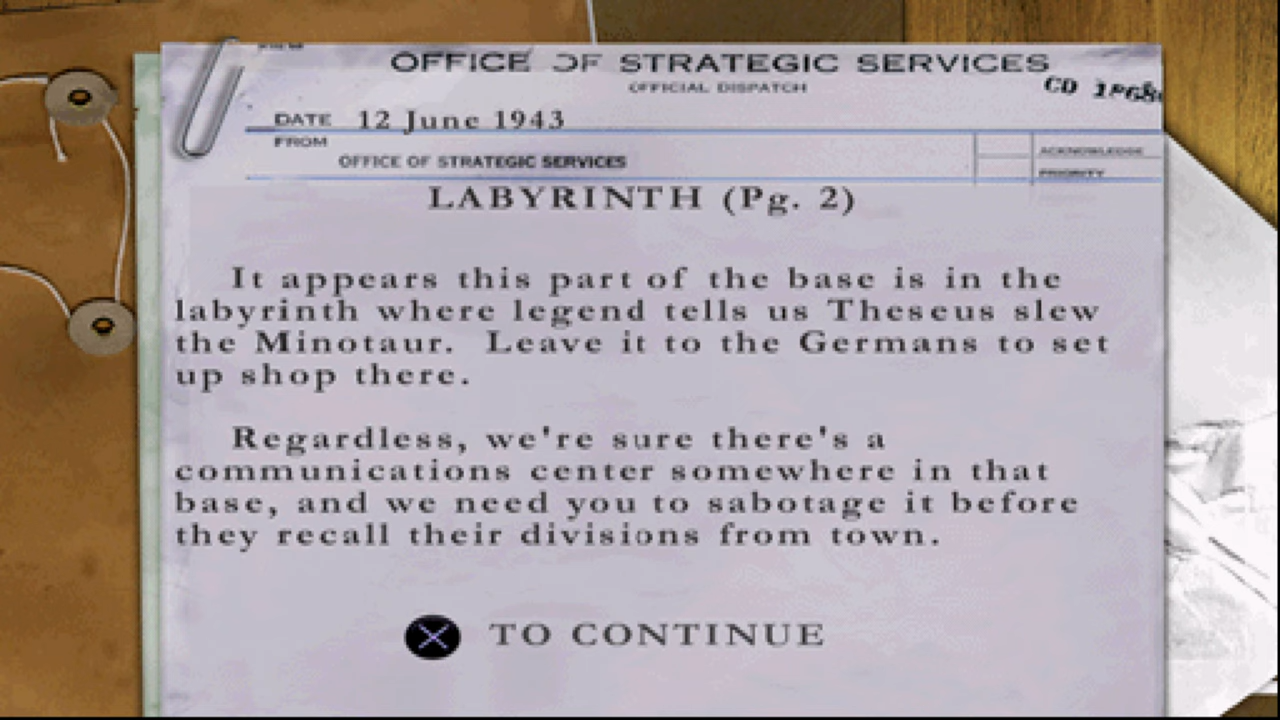 OFFICE OF STRATEGIC SERVICES
OFFICIAL DISPATCH
CD
DATE 12 June 1943
FROM
OFFICE OF STRATEGIC SERVICES
ACKNOWLEDGE
PRIORITY
LABYRINTH (Pg. 2)
It appears this part of the base is in the
labyrinth where legend tells us Theseus slew
the Minotaur. Leave it to the Germans to set
up shop there.
Regardless, we're sure there's a
communications center somewhere in that
base, and we need you to sabotage it before
they recall their divisions from town.
TO CONTINUE